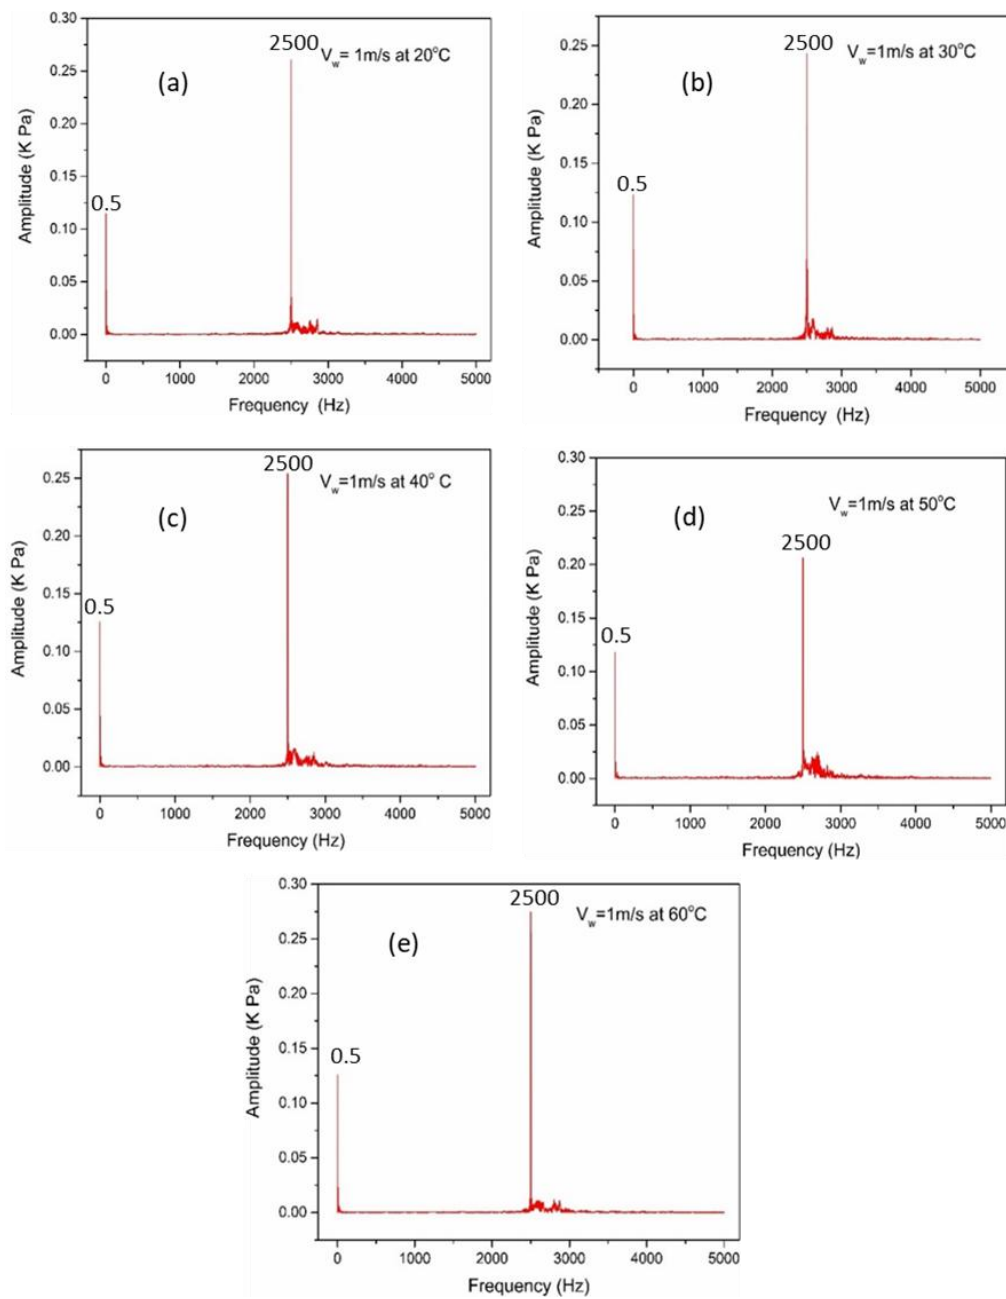 0.30
2500
V_w= 1m/s at 20°C
0.25
(a)
0.20
0.15
0.5
0.10
0.05
0.00
Amplitude (K Pa)
0 1000 2000 3000 4000 5000
Frequency (Hz)
2500
V_w=1m/s at 30°C
0.25
(b)
0.20
0.5
0.15
0.10
0.05
0.00
Amplitude (K Pa)
0 1000 2000 3000 4000 5000
Frequency (Hz)
2500
0.25
V_w=1m/s at 40° C
(c)
0.20
0.15
0.5
0.10
0.05
0.00
Amplitude (K Pa)
0 1000 2000 3000 4000 5000
Frequency (Hz)
0.30
V_w=1m/s at 50°C
0.25
(d)
2500
0.20
0.15
0.5
0.10
0.05
0.00
Amplitude (K Pa)
0 1000 2000 3000 4000 5000
Frequency (Hz)
0.30
2500
V_w=1m/s at 60°C
(e)
0.25
0.20
0.15
0.5
0.10
0.05
0.00
Amplitude (K Pa)
0 1000 2000 3000 4000 5000
Frequency (Hz)